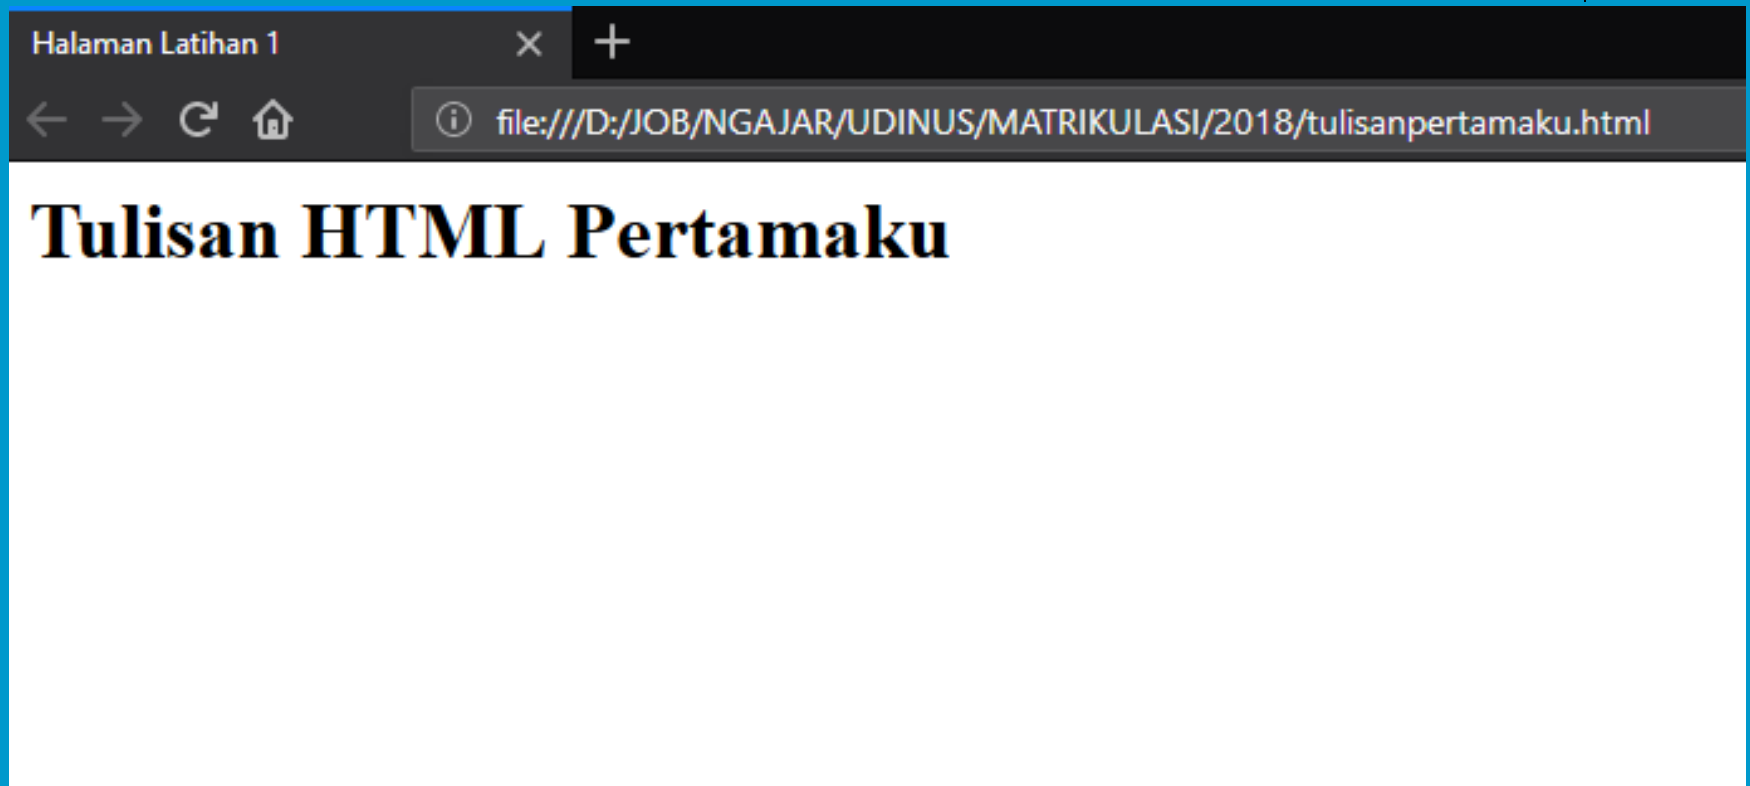 Halaman Latihan 1
file:///D:/JOB/NGAJAR/UDINUS/MATRIKULASI/2018/tulisanpertamaku.html
Tulisan HTML Pertamaku